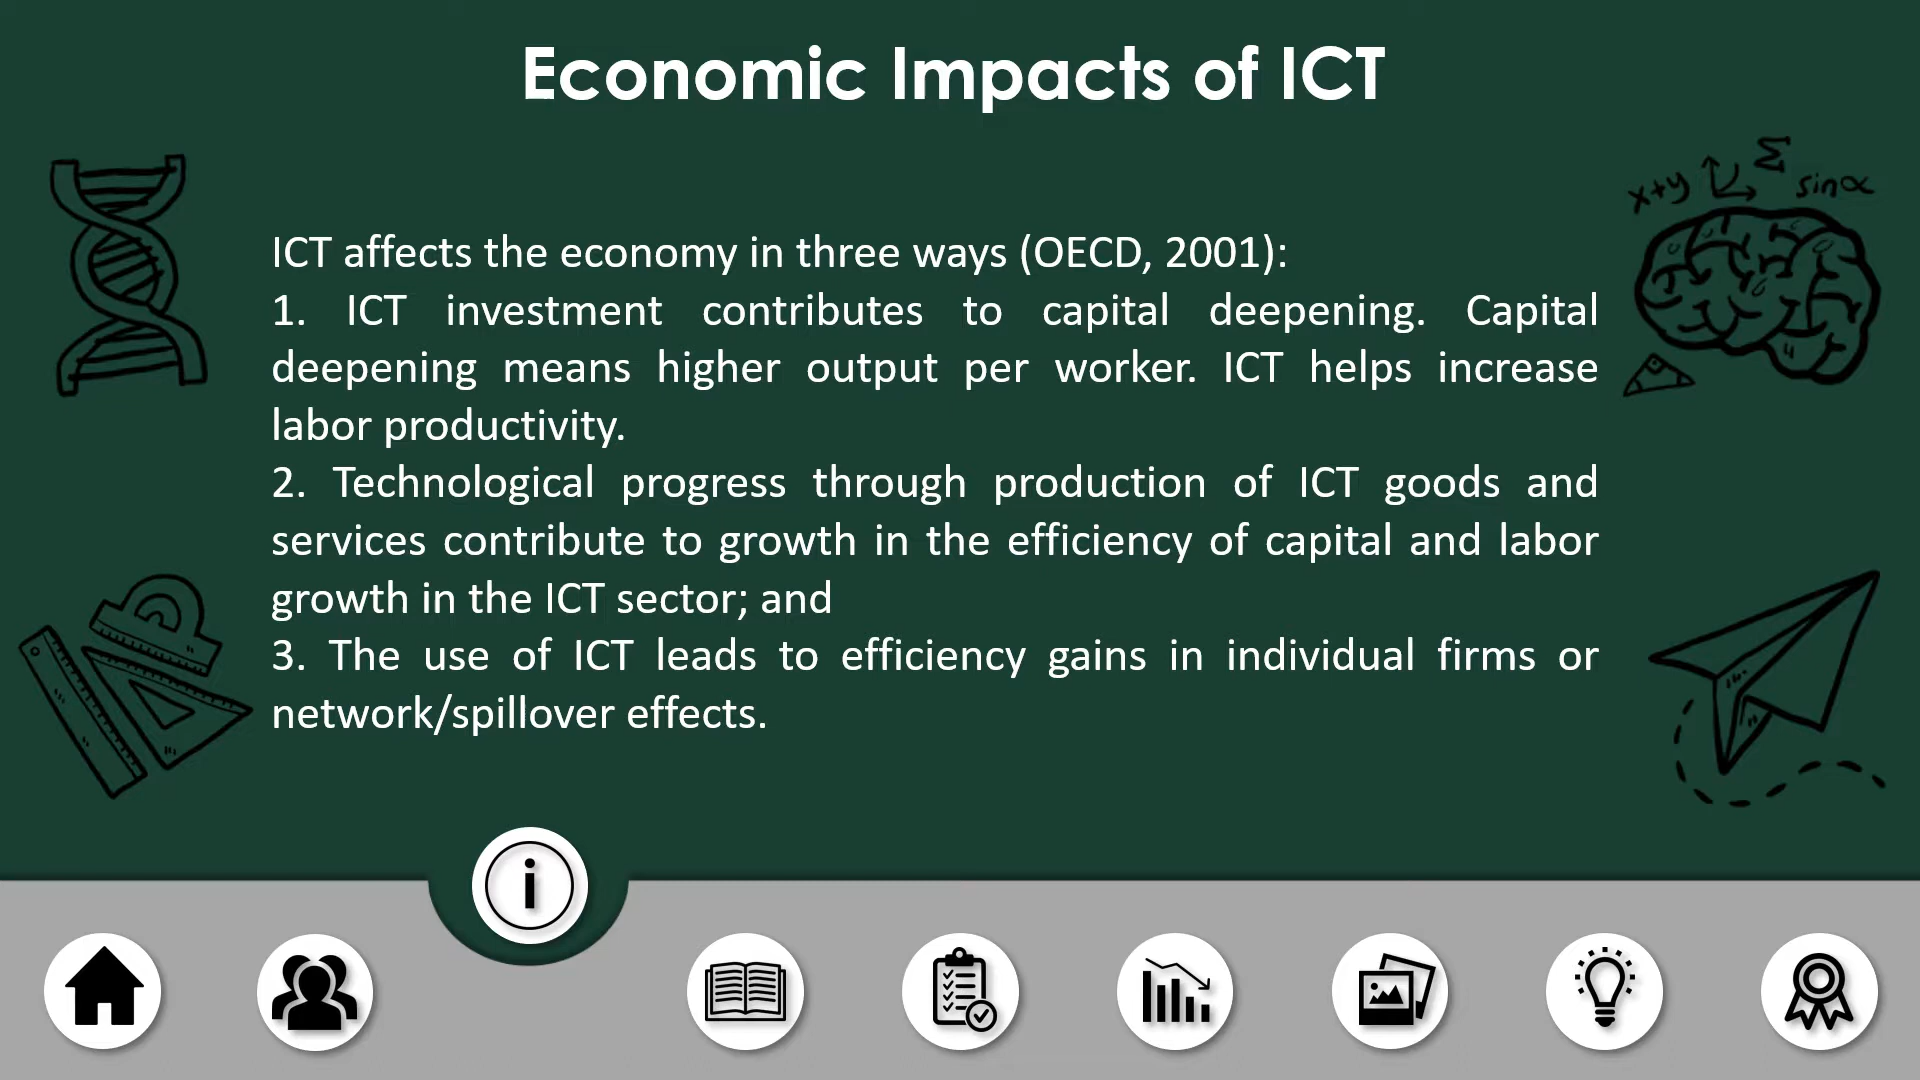 Economic Impacts of ICT
x+y
Σ
sinα
ICT affects the economy in three ways (OECD, 2001):
1. ICT investment contributes to capital deepening. Capital
deepening means higher output per worker. ICT helps increase
labor productivity.
2. Technological progress through production of ICT goods and
services contribute to growth in the efficiency of capital and labor
growth in the ICT sector; and
3. The use of ICT leads to efficiency gains in individual firms or
network/spillover effects.
i